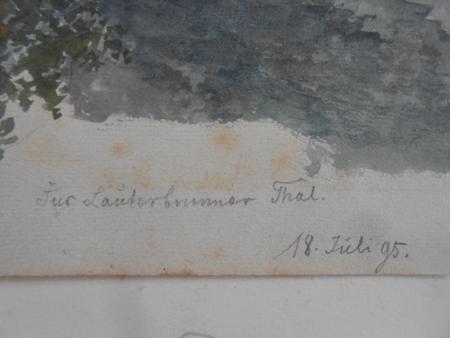 Im Lauterbrunner Thal.
18. Juli 95.